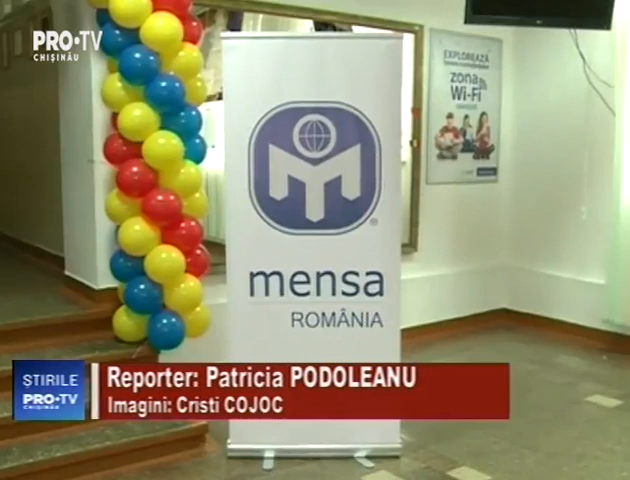 PRO·TV
CHIȘINĂU
EXPLOREAZĂ
zona
Wi-Fi
mensa
ROMÂNIA
Reporter: Patricia PODOLEANU
Imagini: Cristi COJOC
ȘTIRILE
PRO·TV
CHIȘINĂU